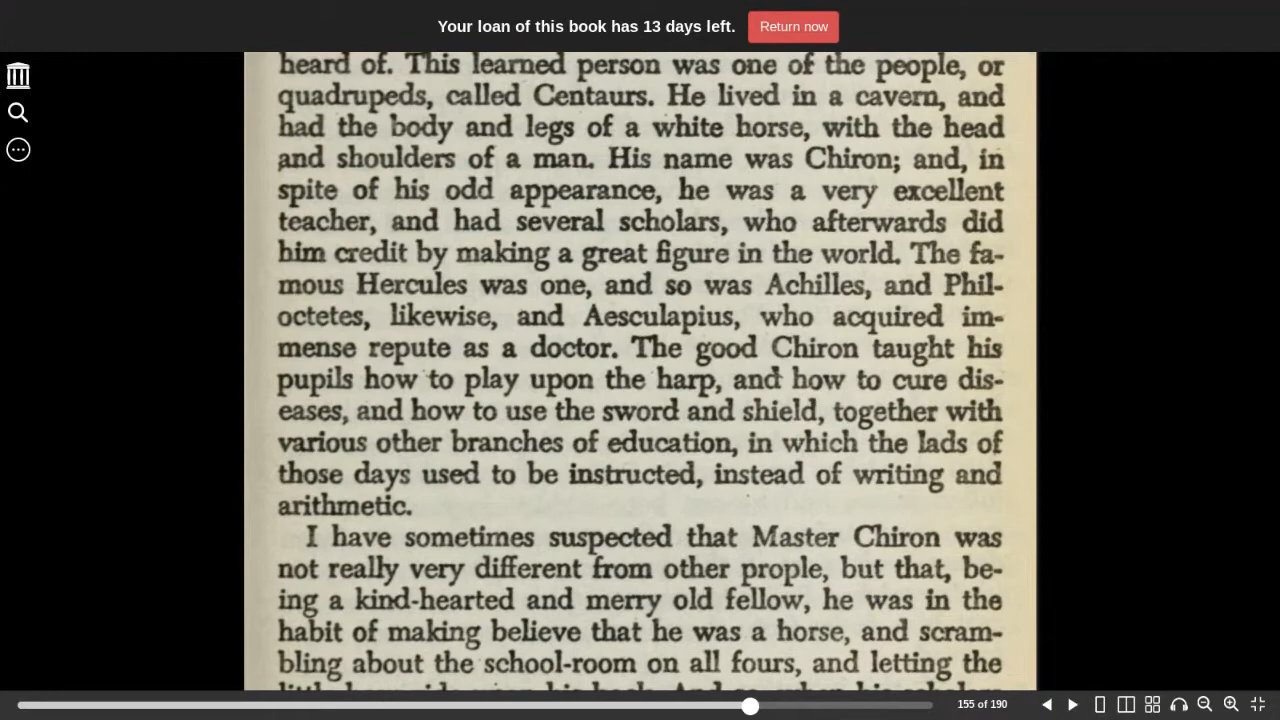 Your loan of this book has 13 days left. Return now
heard of. This learned person was one of the people, or
quadrupeds, called Centaurs. He lived in a cavern, and
had the body and legs of a white horse, with the head
and shoulders of a man. His name was Chiron; and, in
spite of his odd appearance, he was a very excellent
teacher, and had several scholars, who afterwards did
him credit by making a great figure in the world. The fa-
mous Hercules was one, and so was Achilles, and Phil-
octetes, likewise, and Aesculapius, who acquired im-
mense repute as a doctor. The good Chiron taught his
pupils how to play upon the harp, and how to cure dis-
eases, and how to use the sword and shield, together with
various other branches of education, in which the lads of
those days used to be instructed, instead of writing and
arithmetic.
I have sometimes suspected that Master Chiron was
not really very different from other prople, but that, be-
ing a kind-hearted and merry old fellow, he was in the
habit of making believe that he was a horse, and scram-
bling about the school-room on all fours, and letting the
155 of 190